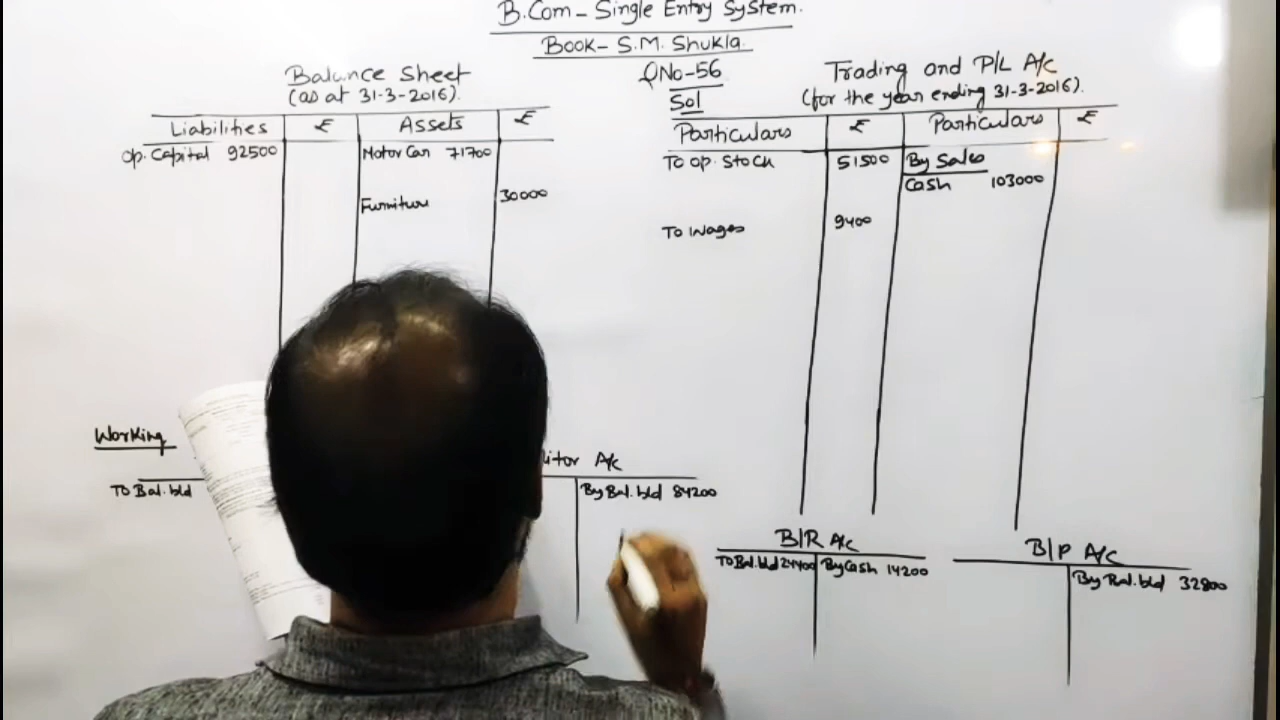 B.Com - Single Entry System.
Book - S.M. Shukla.
QNo-56
Sol
Balance Sheet
(as at 31-3-2016).
Liabilities ₹ Assets ₹
Op. Capital 92500 Motor Car 71700
Furniture 30000
Trading and P/L A/c
(for the year ending 31-3-2016).
Particulars ₹ Particulars ₹
To Op. Stock 51500 By Sales
Cash 103000
To Wages 9400
Working
To Bal. b/d
itor A/c
By Bal. b/d 84200
B/R A/c
To Bal. b/d 24400 By Cash 14200
B/P A/c
By Bal. b/d 32800